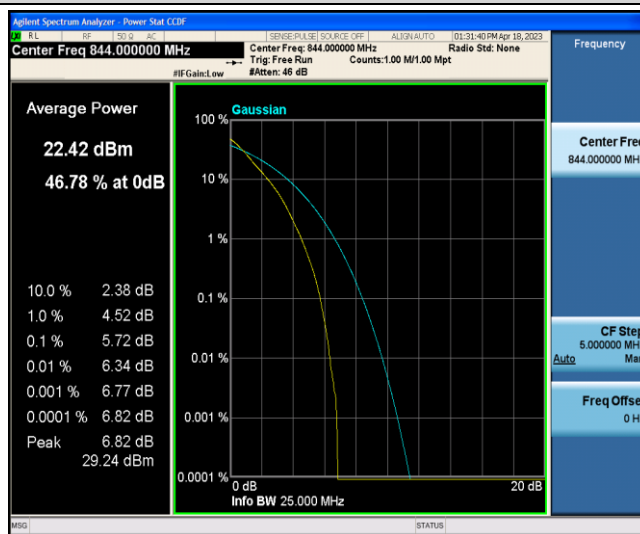 Agilent Spectrum Analyzer - Power Stat CCDF
RL RF 50 Ω AC SENSE:PULSE SOURCE OFF ALIGN AUTO 01:31:40 PM Apr 18, 2023
Center Freq 844.000000 MHz
Center Freq: 844.000000 MHz Radio Std: None
Trig: Free Run Counts:1.00 M/1.00 Mpt
#IFGain:Low #Atten: 46 dB
Frequency
Average Power
22.42 dBm
46.78 % at 0dB
10.0 % 2.38 dB
1.0 % 4.52 dB
0.1 % 5.72 dB
0.01 % 6.34 dB
0.001 % 6.77 dB
0.0001 % 6.82 dB
Peak 6.82 dB
29.24 dBm
Gaussian
100 %
10 %
1 %
0.1 %
0.01 %
0.001 %
0.0001 %
0 dB 20 dB
Info BW 25.000 MHz
Center Fre
844.000000 MH
CF Step
5.000000 MH
Auto Ma
Freq Offse
0 H
MSG STATUS